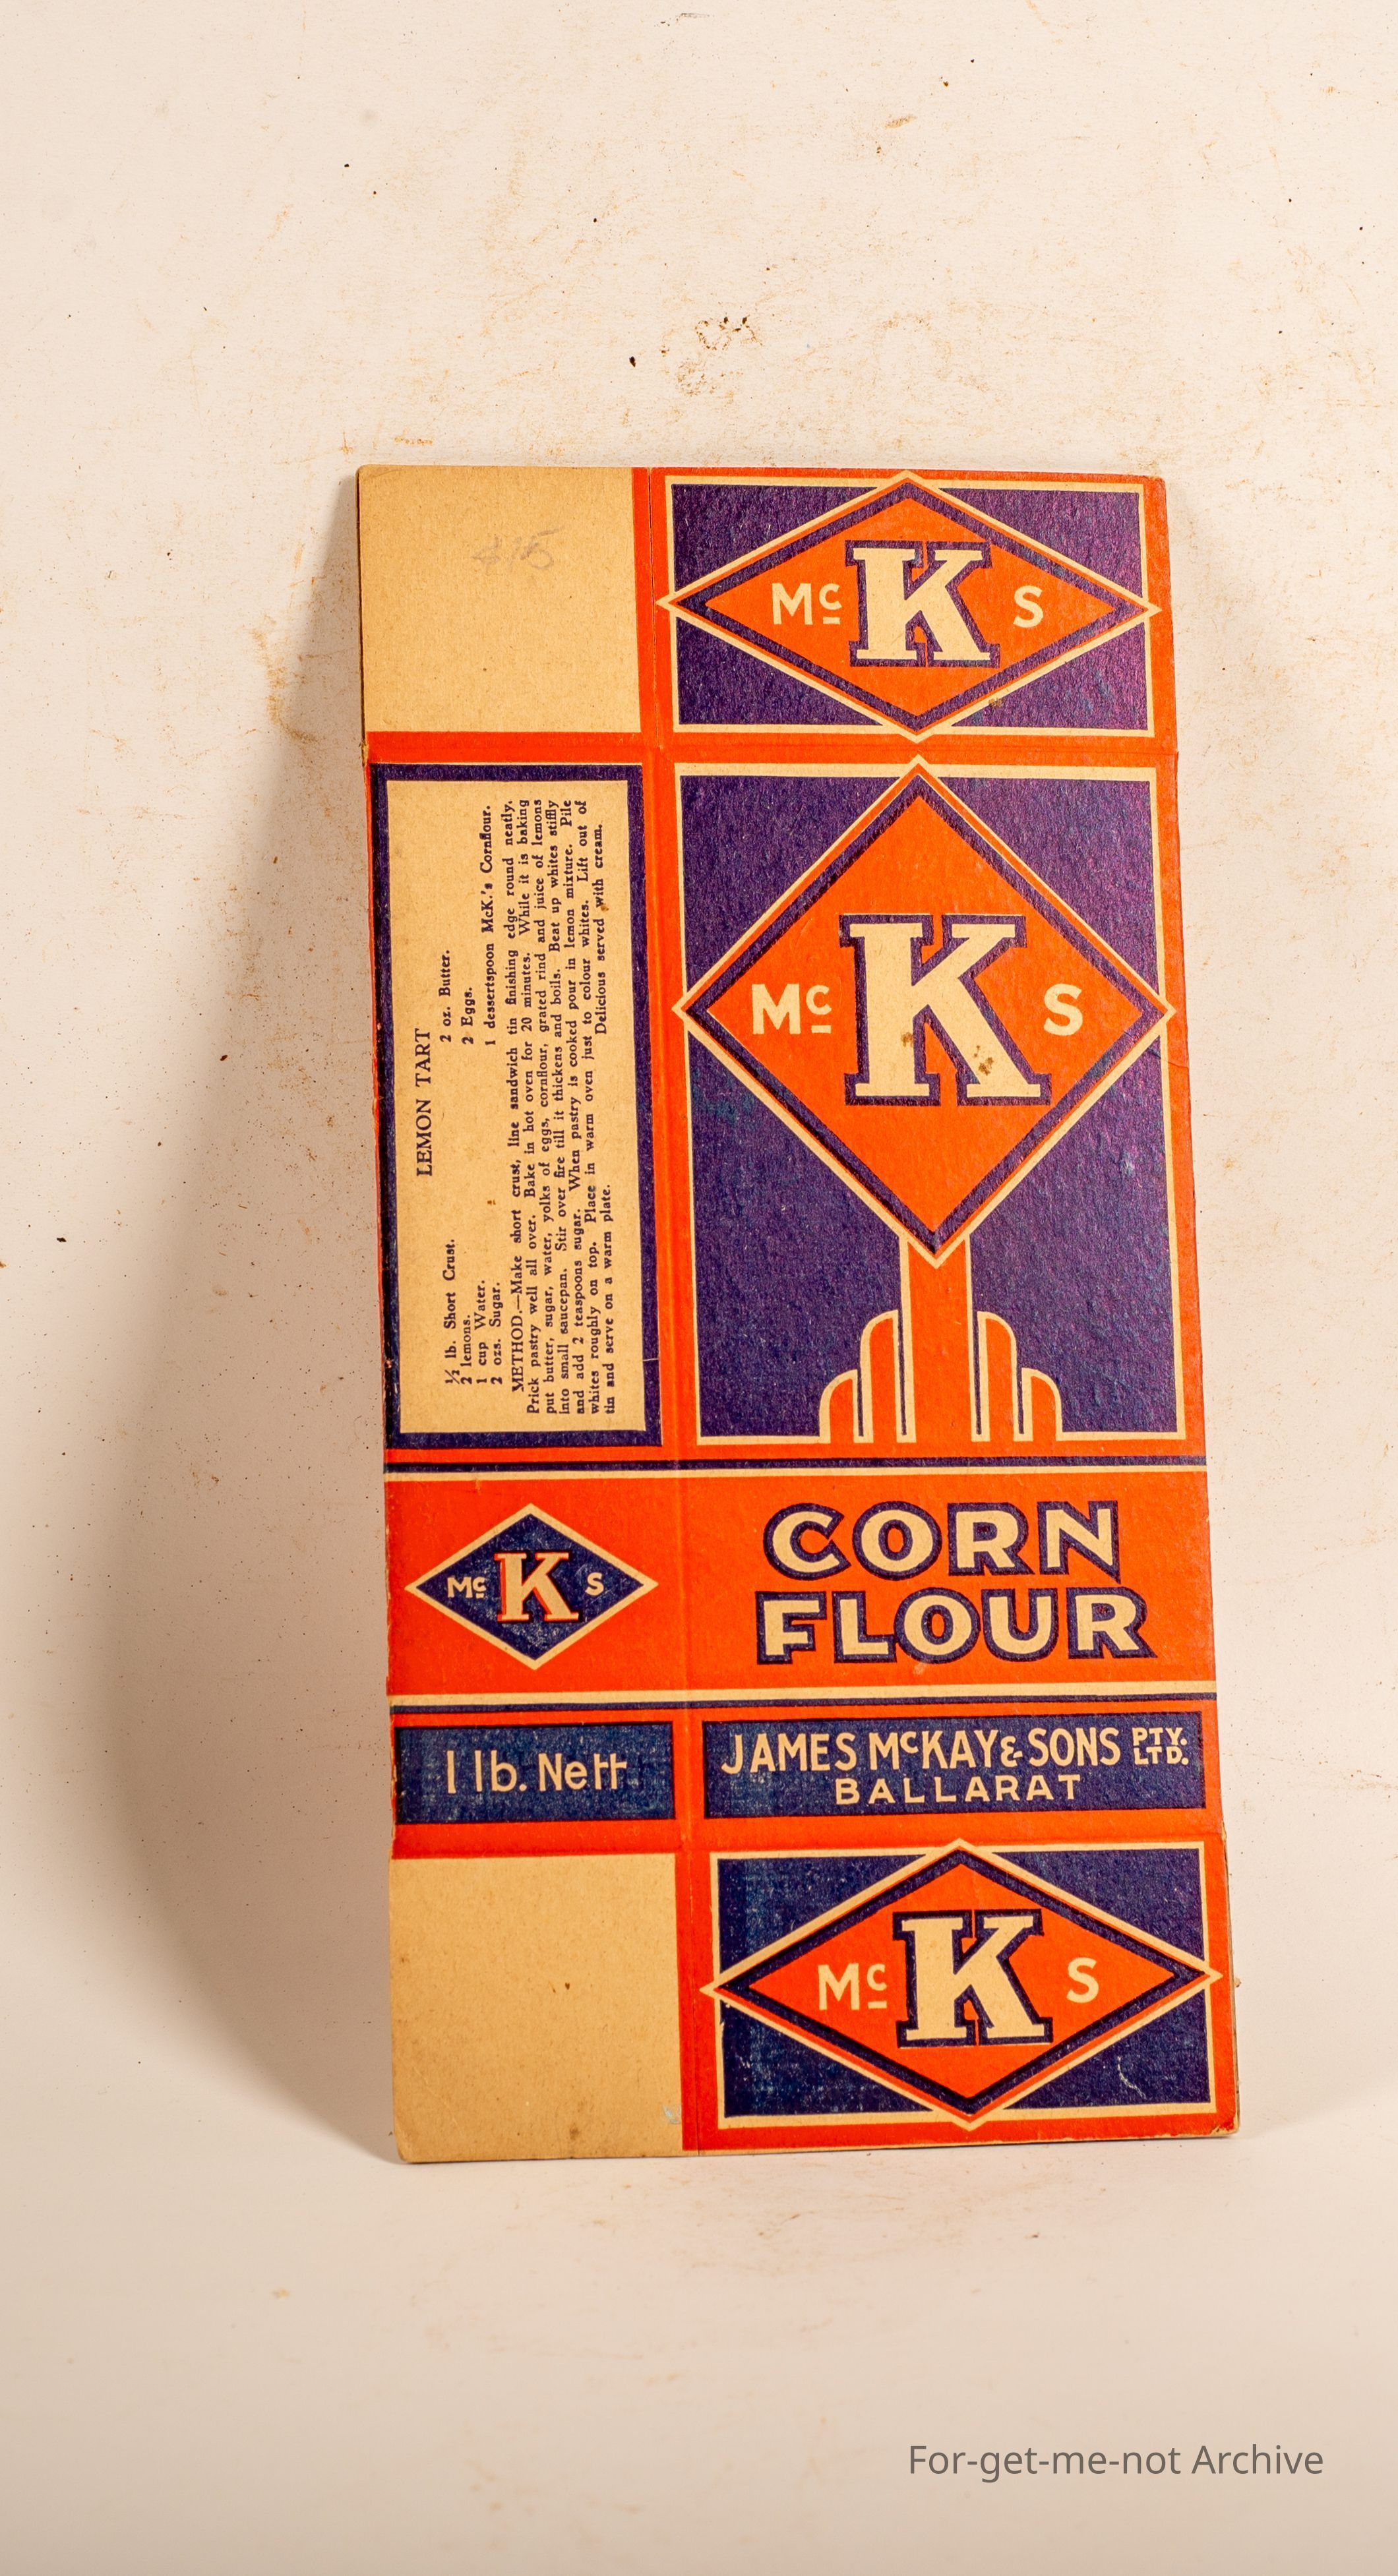 415
Mc K S
Mc K S
LEMON TART
½ lb. Short Crust.
2 lemons.
1 cup Water.
2 ozs. Sugar.
2 oz. Butter.
2 Eggs.
1 dessertspoon McK.'s Cornflour.
METHOD.—Make short crust, line sandwich tin finishing edge round neatly.
Prick pastry well all over. Bake in hot oven for 20 minutes. While it is baking
put butter, sugar, water, yolks of eggs, cornflour, grated rind and juice of lemons
into small saucepan. Stir over fire till it thickens and boils. Beat up whites stiffly
and add 2 teaspoons sugar. When pastry is cooked pour in lemon mixture. Pile
whites roughly on top. Place in warm oven just to colour whites. Lift out of
tin and serve on a warm plate. Delicious served with cream.
Mc K S
CORN
FLOUR
1 lb. Nett
JAMES McKAY & SONS PTY. LTD.
BALLARAT
Mc K S
For-get-me-not Archive